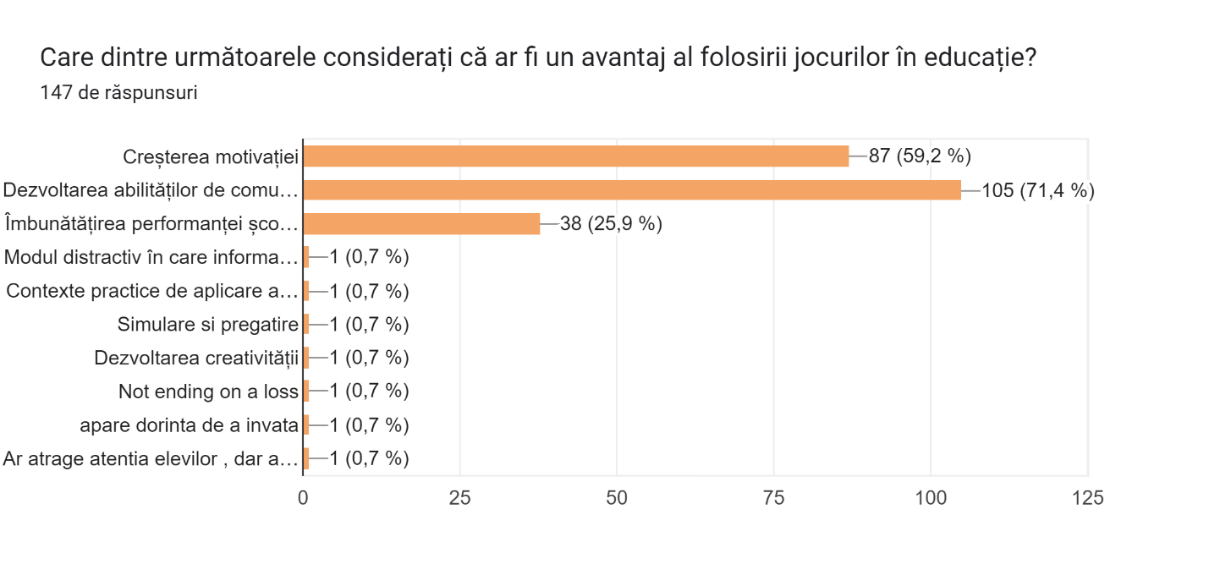 Care dintre următoarele considerați că ar fi un avantaj al folosirii jocurilor în educație?
147 de răspunsuri
Creșterea motivației 87 (59,2 %)
Dezvoltarea abilităților de comu… 105 (71,4 %)
Îmbunătățirea performanței șco… 38 (25,9 %)
Modul distractiv în care informa… 1 (0,7 %)
Contexte practice de aplicare a… 1 (0,7 %)
Simulare si pregatire 1 (0,7 %)
Dezvoltarea creativității 1 (0,7 %)
Not ending on a loss 1 (0,7 %)
apare dorinta de a invata 1 (0,7 %)
Ar atrage atentia elevilor , dar a… 1 (0,7 %)
0 25 50 75 100 125